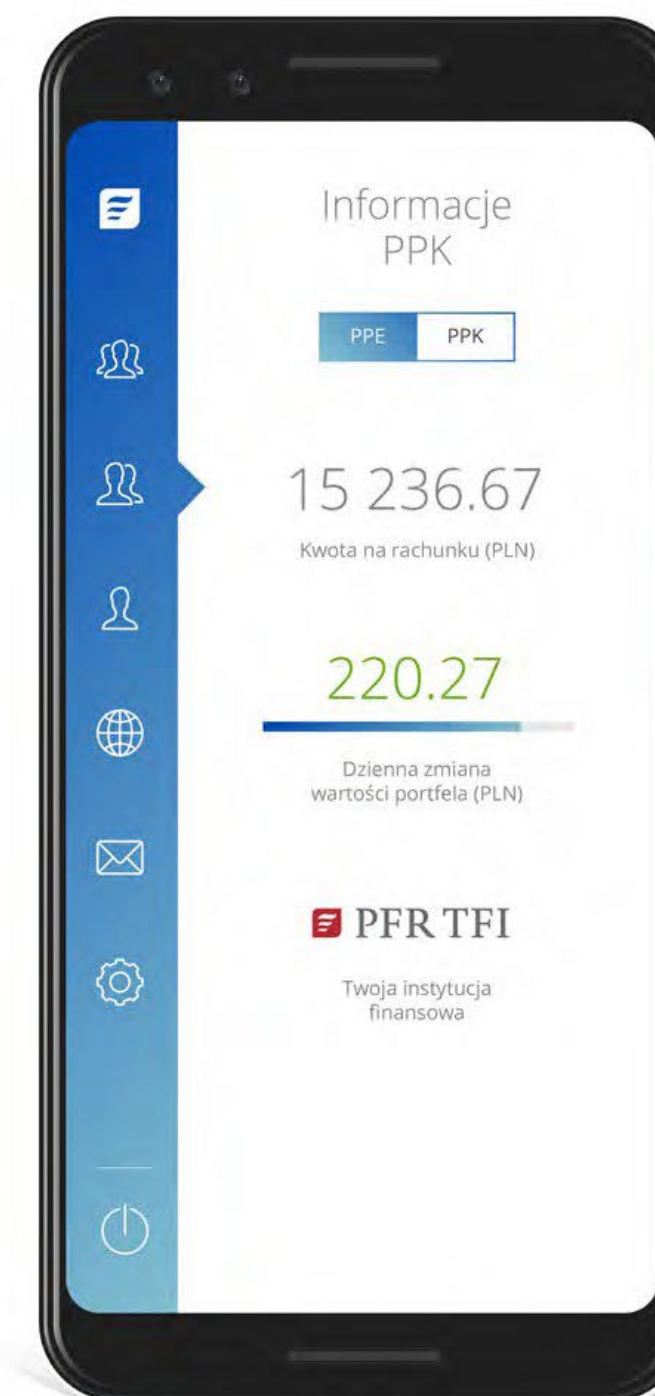 Informacje
PPK
PPE PPK
15 236.67
Kwota na rachunku (PLN)
220.27
Dzienna zmiana
wartości portfela (PLN)
PFR TFI
Twoja instytucja
finansowa